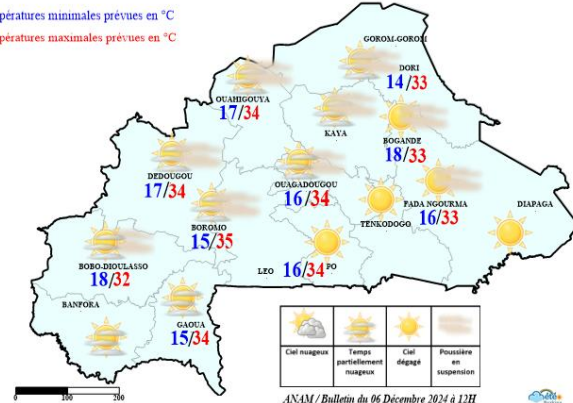 pératures minimales prévues en °C
pératures maximales prévues en °C
GOROM-GOROM
DORI
14/33
OUAHIGOUYA
17/34
KAYA
BOGANDE
18/33
DEDOUGOU
17/34
OUAGADOUGOU
16/34
FADA NGOURMA
16/33
DIAPAGA
TENKODOGO
BOROMO
15/35
BOBO-DIOULASSO
18/32
LEO
16/34
PO
BANFORA
GAOUA
15/34
Ciel nuageux
Temps partiellement nuageux
Ciel dégagé
Poussière en suspension
0 100 200
ANAM / Bulletin du 06 Décembre 2024 à 12H